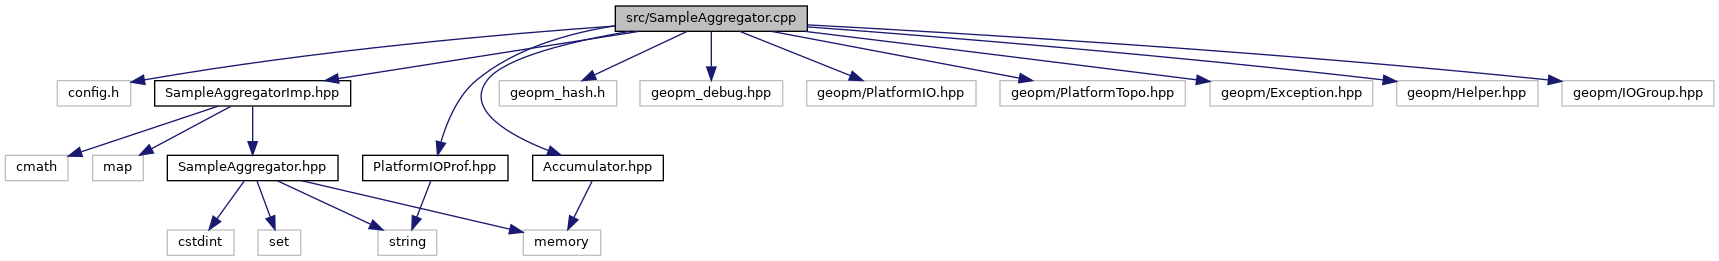 src/SampleAggregator.cpp
config.h
SampleAggregatorImp.hpp
geopm_hash.h
geopm_debug.hpp
geopm/PlatformIO.hpp
geopm/PlatformTopo.hpp
geopm/Exception.hpp
geopm/Helper.hpp
geopm/IOGroup.hpp
cmath
map
SampleAggregator.hpp
PlatformIOProf.hpp
Accumulator.hpp
cstdint
set
string
memory